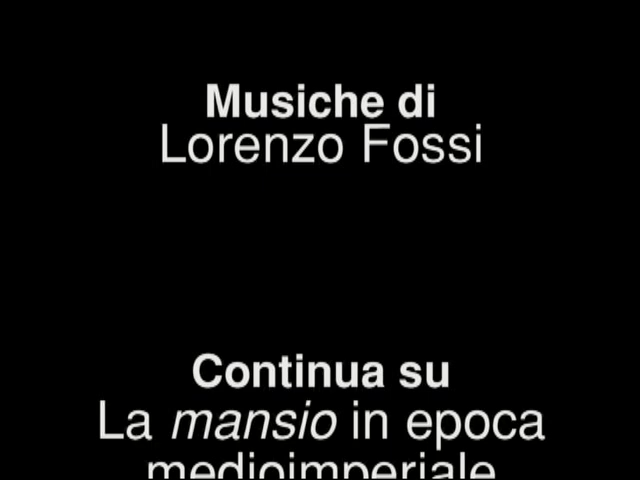 Musiche di
Lorenzo Fossi
Continua su
La mansio in epoca
medioimperiale